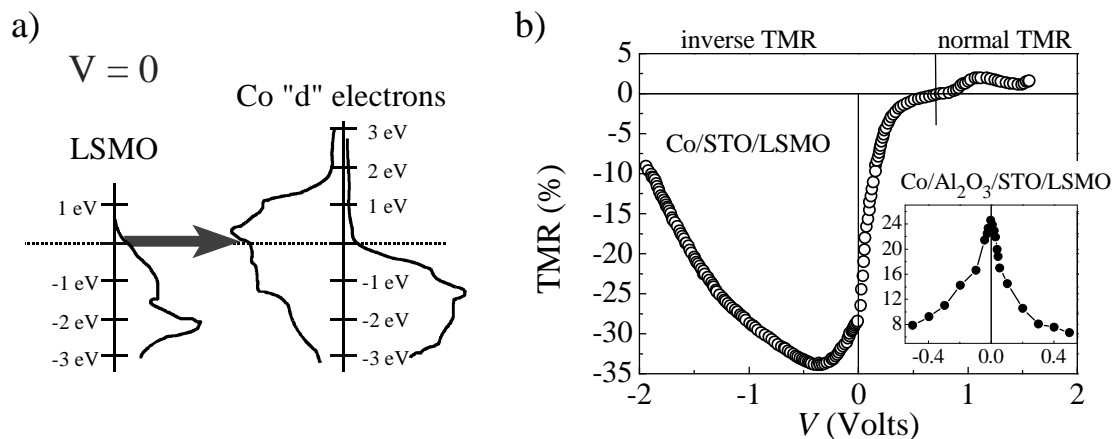 a)
V = 0
Co "d" electrons
LSMO
3 eV
2 eV
1 eV
1 eV
-1 eV
-1 eV
-2 eV
-2 eV
-3 eV
-3 eV
b)
inverse TMR
normal TMR
5
0
-5
-10
-15
-20
-25
-30
-35
TMR (%)
Co/STO/LSMO
Co/Al₂O₃/STO/LSMO
24
20
16
12
8
-0.4
0.0
0.4
-2
-1
0
1
2
V (Volts)